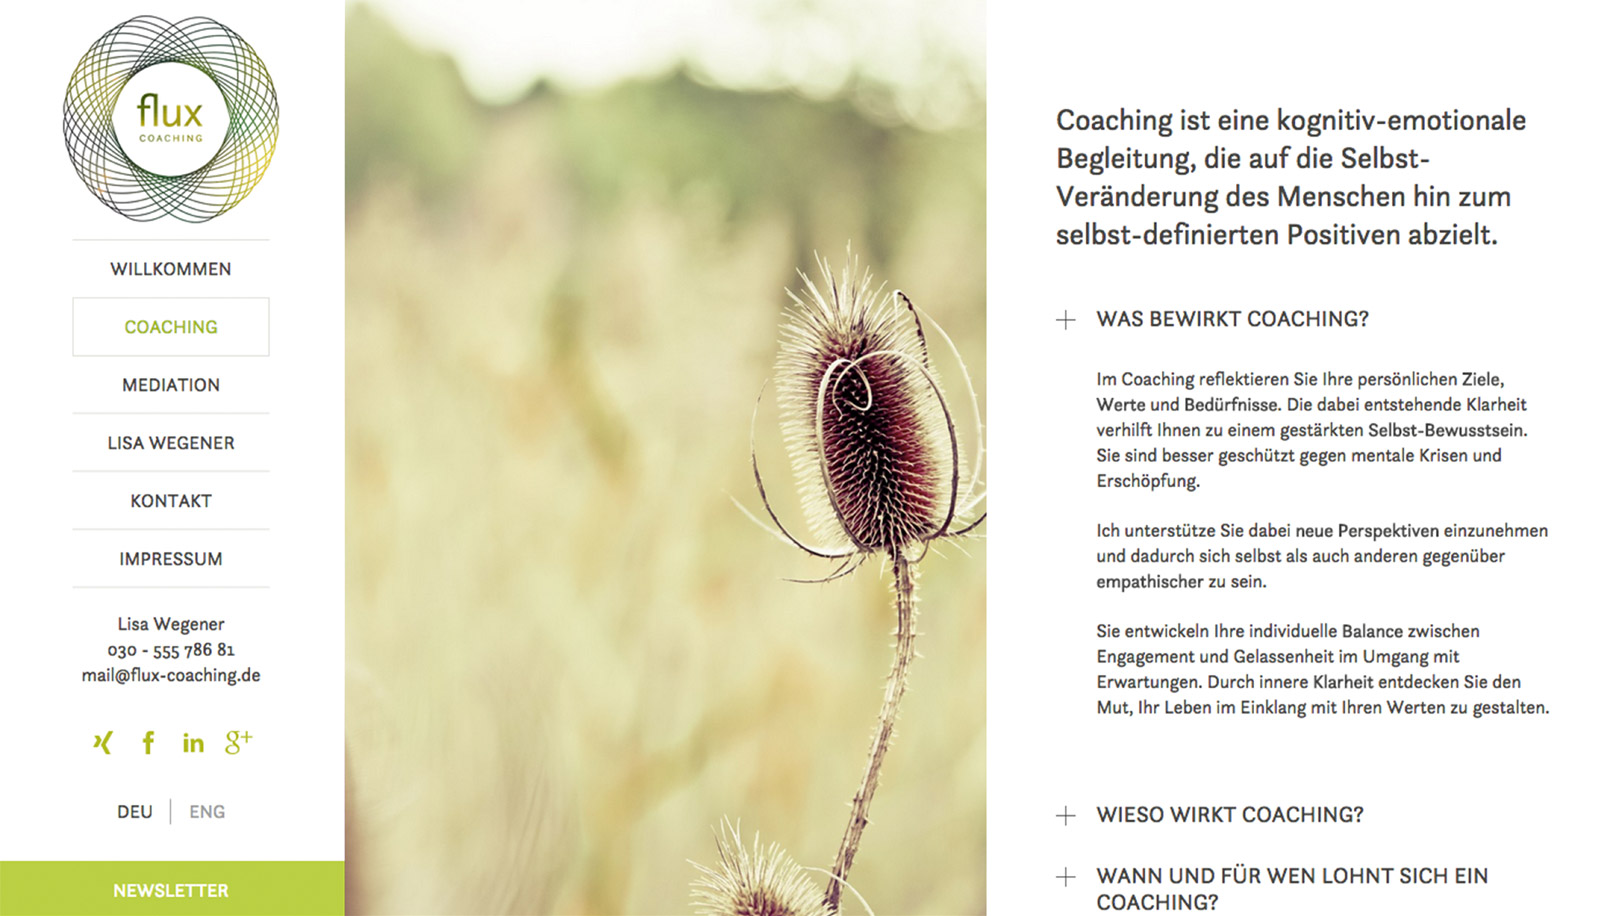 flux
COACHING
WILLKOMMEN
COACHING
MEDIATION
LISA WEGENER
KONTAKT
IMPRESSUM
Lisa Wegener
030 - 555 786 81
mail@flux-coaching.de
f in g+
DEU | ENG
NEWSLETTER
Coaching ist eine kognitiv-emotionale
Begleitung, die auf die Selbst-
Veränderung des Menschen hin zum
selbst-definierten Positiven abzielt.
WAS BEWIRKT COACHING?
Im Coaching reflektieren Sie Ihre persönlichen Ziele,
Werte und Bedürfnisse. Die dabei entstehende Klarheit
verhilft Ihnen zu einem gestärkten Selbst-Bewusstsein.
Sie sind besser geschützt gegen mentale Krisen und
Erschöpfung.
Ich unterstütze Sie dabei neue Perspektiven einzunehmen
und dadurch sich selbst als auch anderen gegenüber
empathischer zu sein.
Sie entwickeln Ihre individuelle Balance zwischen
Engagement und Gelassenheit im Umgang mit
Erwartungen. Durch innere Klarheit entdecken Sie den
Mut, Ihr Leben im Einklang mit Ihren Werten zu gestalten.
WIESO WIRKT COACHING?
WANN UND FÜR WEN LOHNT SICH EIN
COACHING?